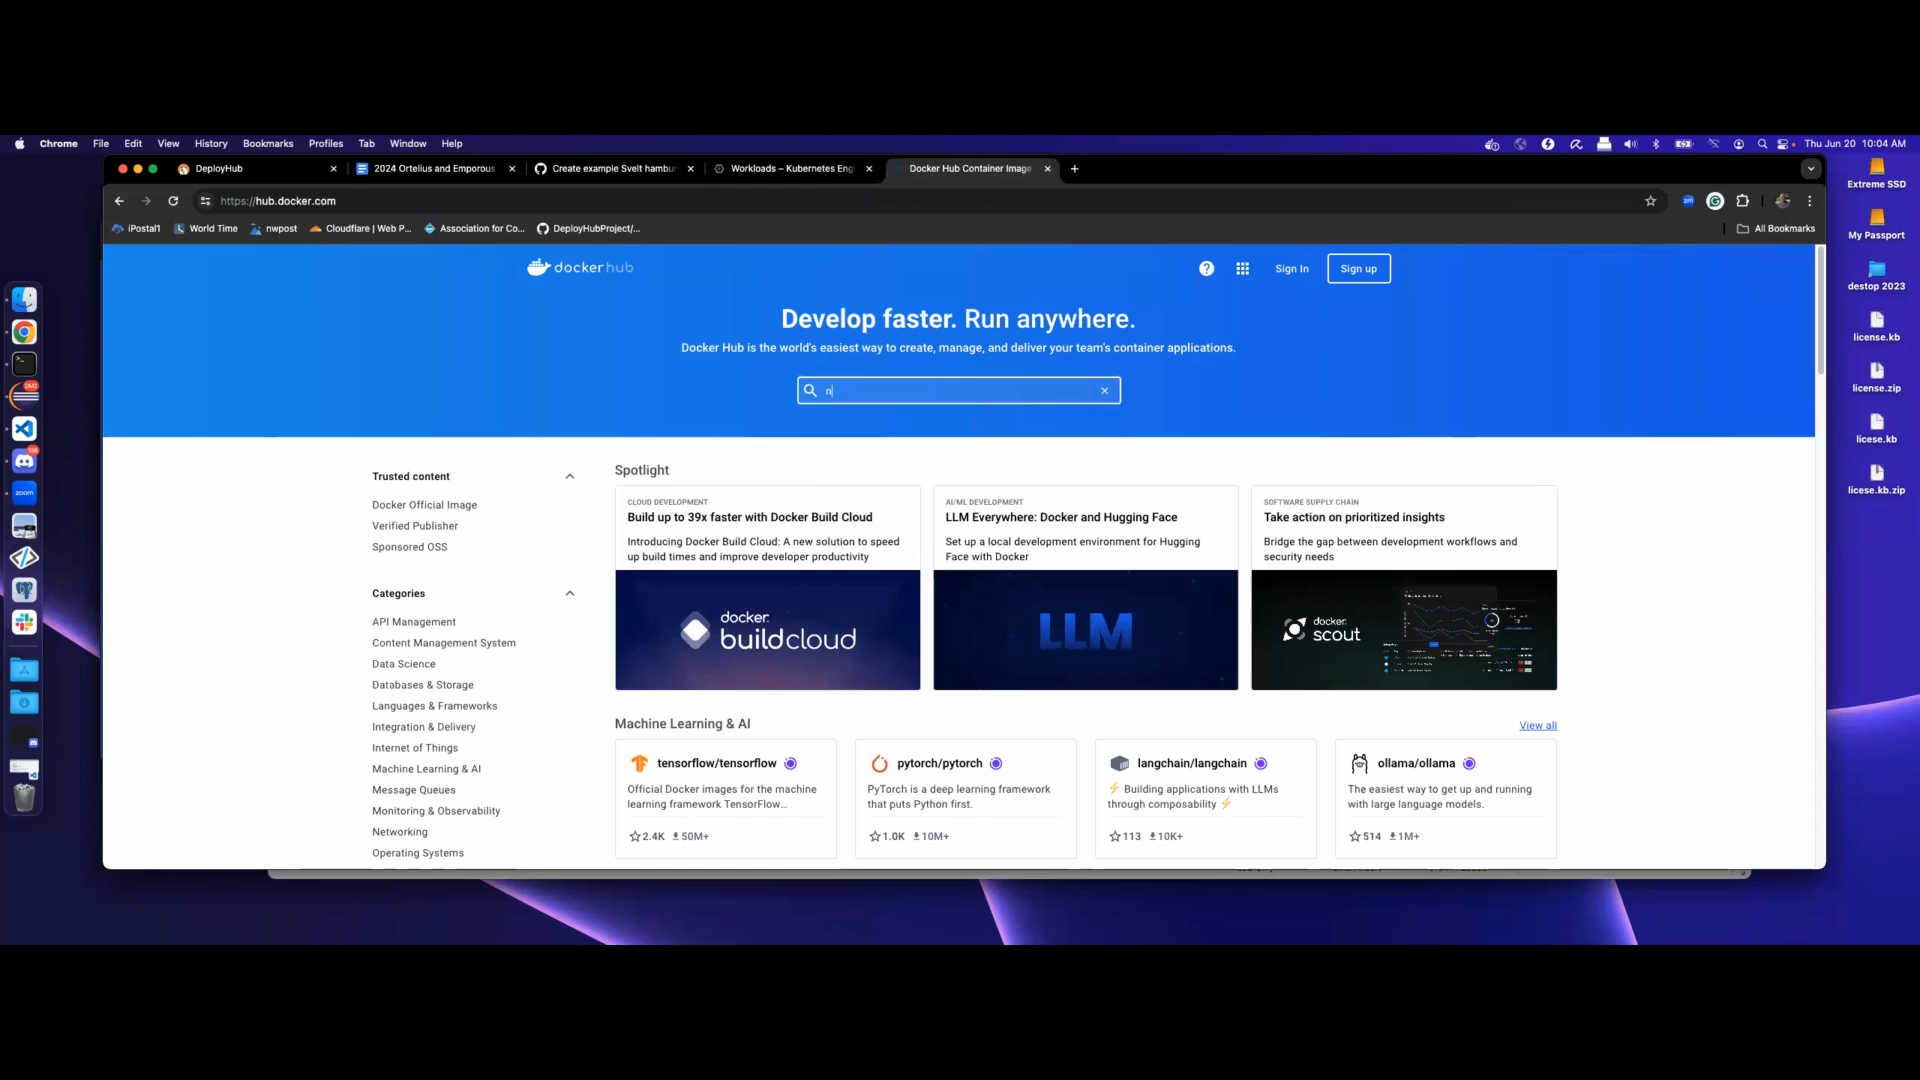 Chrome File Edit View History Bookmarks Profiles Tab Window Help Thu Jun 20 10:04 AM
DeployHub 2024 Ortelius and Emporous Create example Svelt hambur Workloads – Kubernetes Eng Docker Hub Container Image
https://hub.docker.com
iPostal1 World Time nwpost Cloudflare | Web P... Association for Co... DeployHubProject/... All Bookmarks
Extreme SSD
My Passport
destop 2023
license.kb
license.zip
licese.kb
licese.kb.zip
zoom
dockerhub Sign In Sign up
Develop faster. Run anywhere.
Docker Hub is the world's easiest way to create, manage, and deliver your team's container applications.
n
Trusted content
Docker Official Image
Verified Publisher
Sponsored OSS
Categories
API Management
Content Management System
Data Science
Databases & Storage
Languages & Frameworks
Integration & Delivery
Internet of Things
Machine Learning & AI
Message Queues
Monitoring & Observability
Networking
Operating Systems
Spotlight
CLOUD DEVELOPMENT
Build up to 39x faster with Docker Build Cloud
Introducing Docker Build Cloud: A new solution to speed
up build times and improve developer productivity
docker:
buildcloud
AI/ML DEVELOPMENT
LLM Everywhere: Docker and Hugging Face
Set up a local development environment for Hugging
Face with Docker
LLM
SOFTWARE SUPPLY CHAIN
Take action on prioritized insights
Bridge the gap between development workflows and
security needs
docker:
scout
Machine Learning & AI View all
tensorflow/tensorflow
Official Docker images for the machine
learning framework TensorFlow...
2.4K 50M+
pytorch/pytorch
PyTorch is a deep learning framework
that puts Python first.
1.0K 10M+
langchain/langchain
⚡ Building applications with LLMs
through composability ⚡
113 10K+
ollama/ollama
The easiest way to get up and running
with large language models.
514 1M+